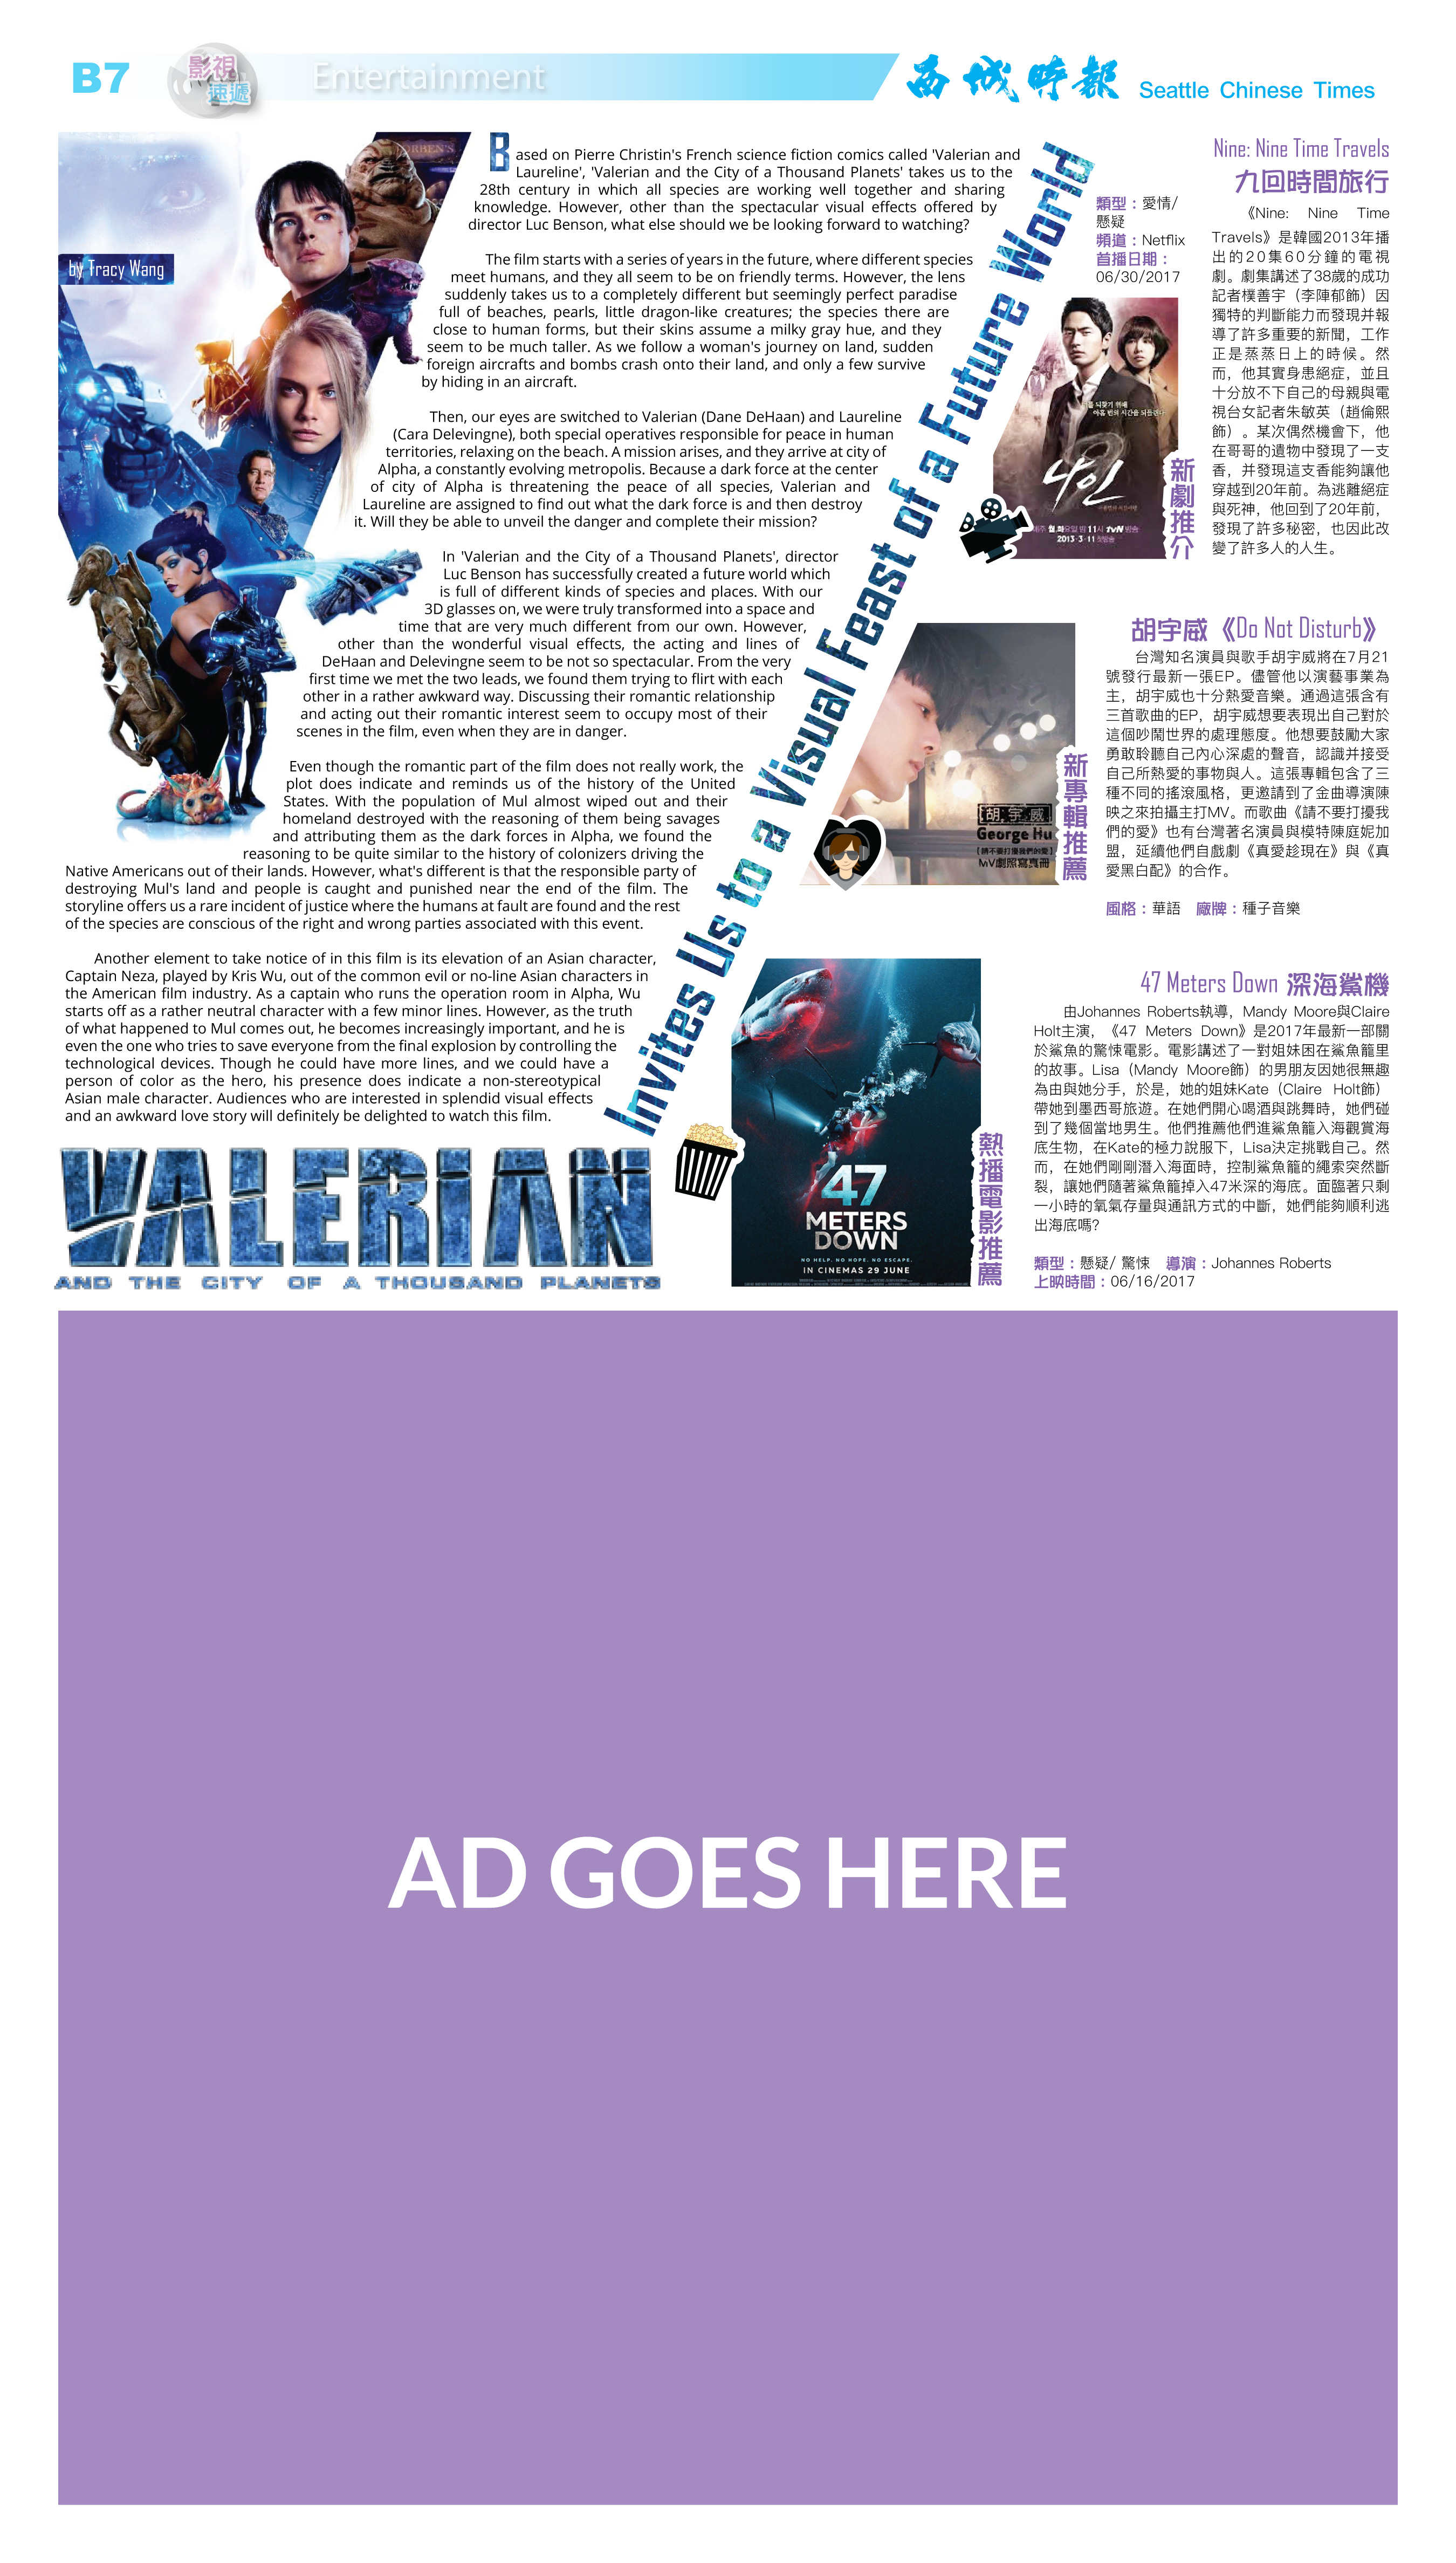 B7
影視
速遞
Entertainment
西城時報
Seattle Chinese Times
by Tracy Wang
Based on Pierre Christin's French science fiction comics called 'Valerian and
Laureline', 'Valerian and the City of a Thousand Planets' takes us to the
28th century in which all species are working well together and sharing
knowledge. However, other than the spectacular visual effects offered by
director Luc Benson, what else should we be looking forward to watching?
The film starts with a series of years in the future, where different species
meet humans, and they all seem to be on friendly terms. However, the lens
suddenly takes us to a completely different but seemingly perfect paradise
full of beaches, pearls, little dragon-like creatures; the species there are
close to human forms, but their skins assume a milky gray hue, and they
seem to be much taller. As we follow a woman's journey on land, sudden
foreign aircrafts and bombs crash onto their land, and only a few survive
by hiding in an aircraft.
Then, our eyes are switched to Valerian (Dane DeHaan) and Laureline
(Cara Delevingne), both special operatives responsible for peace in human
territories, relaxing on the beach. A mission arises, and they arrive at city of
Alpha, a constantly evolving metropolis. Because a dark force at the center
of city of Alpha is threatening the peace of all species, Valerian and
Laureline are assigned to find out what the dark force is and then destroy
it. Will they be able to unveil the danger and complete their mission?
In 'Valerian and the City of a Thousand Planets', director
Luc Benson has successfully created a future world which
is full of different kinds of species and places. With our
3D glasses on, we were truly transformed into a space and
time that are very much different from our own. However,
other than the wonderful visual effects, the acting and lines of
DeHaan and Delevingne seem to be not so spectacular. From the very
first time we met the two leads, we found them trying to flirt with each
other in a rather awkward way. Discussing their romantic relationship
and acting out their romantic interest seem to occupy most of their
scenes in the film, even when they are in danger.
Even though the romantic part of the film does not really work, the
plot does indicate and reminds us of the history of the United
States. With the population of Mul almost wiped out and their
homeland destroyed with the reasoning of them being savages
and attributing them as the dark forces in Alpha, we found the
reasoning to be quite similar to the history of colonizers driving the
Native Americans out of their lands. However, what's different is that the responsible party of
destroying Mul's land and people is caught and punished near the end of the film. The
storyline offers us a rare incident of justice where the humans at fault are found and the rest
of the species are conscious of the right and wrong parties associated with this event.
Another element to take notice of in this film is its elevation of an Asian character,
Captain Neza, played by Kris Wu, out of the common evil or no-line Asian characters in
the American film industry. As a captain who runs the operation room in Alpha, Wu
starts off as a rather neutral character with a few minor lines. However, as the truth
of what happened to Mul comes out, he becomes increasingly important, and he is
even the one who tries to save everyone from the final explosion by controlling the
technological devices. Though he could have more lines, and we could have a
person of color as the hero, his presence does indicate a non-stereotypical
Asian male character. Audiences who are interested in splendid visual effects
and an awkward love story will definitely be delighted to watch this film.
VALERIAN
AND THE CITY OF A THOUSAND PLANETS
Invites Us to a Visual Feast of a Future World
Nine: Nine Time Travels
九回時間旅行
類型：愛情/
懸疑
頻道：Netflix
首播日期：
06/30/2017
나인
2013·3·11
新劇推介
《Nine: Nine Time
Travels》是韓國2013年播
出的20集60分鐘的電視
劇。劇集講述了38歲的成功
記者樸善宇（李陣郁飾）因
獨特的判斷能力而發現并報
導了許多重要的新聞，工作
正是蒸蒸日上的時候。然
而，他其實身患絕症，並且
十分放不下自己的母親與電
視台女記者朱敏英（趙倫熙
飾）。某次偶然機會下，他
在哥哥的遺物中發現了一支
香，并發現這支香能夠讓他
穿越到20年前。為逃離絕症
與死神，他回到了20年前，
發現了許多秘密，也因此改
變了許多人的人生。
胡宇威《Do Not Disturb》
胡宇威
George Hu
【請不要打擾我們的愛】
MV劇照寫真冊
新專輯推薦
台灣知名演員與歌手胡宇威將在7月21
號發行最新一張EP。儘管他以演藝事業為
主，胡宇威也十分熱愛音樂。通過這張含有
三首歌曲的EP，胡宇威想要表現出自己對於
這個吵鬧世界的處理態度。他想要鼓勵大家
勇敢聆聽自己內心深處的聲音，認識并接受
自己所熱愛的事物與人。這張專輯包含了三
種不同的搖滾風格，更邀請到了金曲導演陳
映之來拍攝主打MV。而歌曲《請不要打擾我
們的愛》也有台灣著名演員與模特陳庭妮加
盟，延續他們自戲劇《真愛趁現在》與《真
愛黑白配》的合作。
風格：華語 廠牌：種子音樂
47 Meters Down 深海鯊機
47
METERS
DOWN
NO HELP. NO HOPE. NO ESCAPE.
IN CINEMAS 29 JUNE
熱播電影推薦
由Johannes Roberts執導，Mandy Moore與Claire
Holt主演，《47 Meters Down》是2017年最新一部關
於鯊魚的驚悚電影。電影講述了一對姐妹困在鯊魚籠里
的故事。Lisa（Mandy Moore飾）的男朋友因她很無趣
為由與她分手，於是，她的姐妹Kate（Claire Holt飾）
帶她到墨西哥旅遊。在她們開心喝酒與跳舞時，她們碰
到了幾個當地男生。他們推薦他們進鯊魚籠入海觀賞海
底生物，在Kate的極力說服下，Lisa決定挑戰自己。然
而，在她們剛剛潛入海面時，控制鯊魚籠的繩索突然斷
裂，讓她們隨著鯊魚籠掉入47米深的海底。面臨著只剩
一小時的氧氣存量與通訊方式的中斷，她們能夠順利逃
出海底嗎？
類型：懸疑/ 驚悚 導演：Johannes Roberts
上映時間：06/16/2017
AD GOES HERE